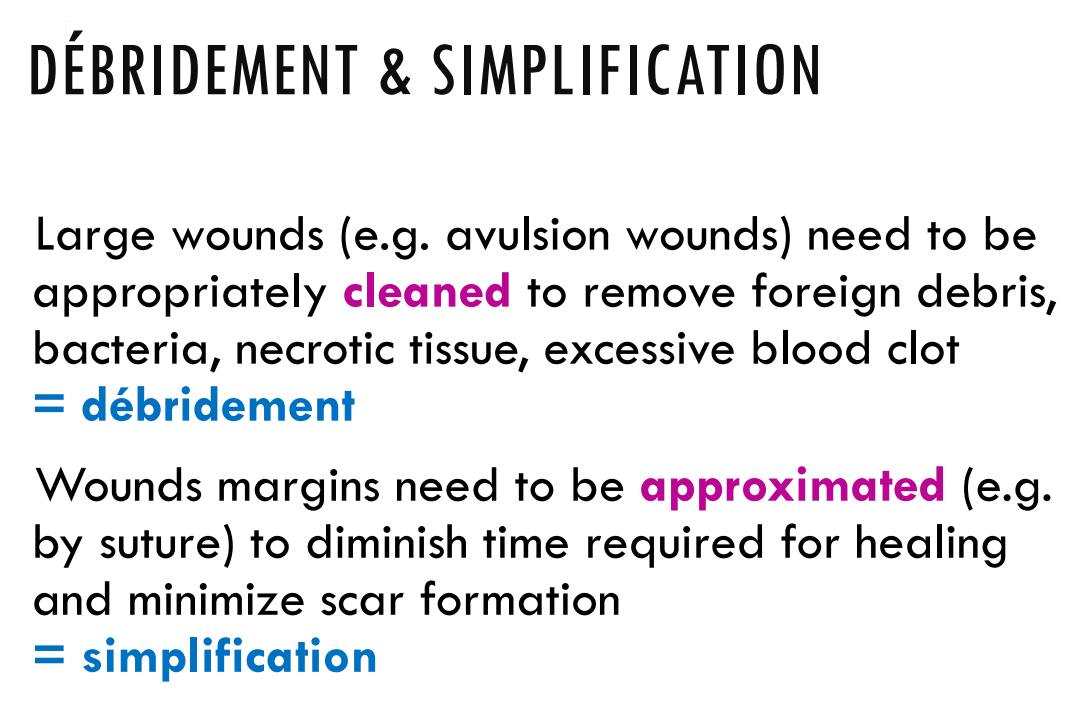 DÉBRIDEMENT & SIMPLIFICATION
Large wounds (e.g. avulsion wounds) need to be
appropriately cleaned to remove foreign debris,
bacteria, necrotic tissue, excessive blood clot
= débridement
Wounds margins need to be approximated (e.g.
by suture) to diminish time required for healing
and minimize scar formation
= simplification